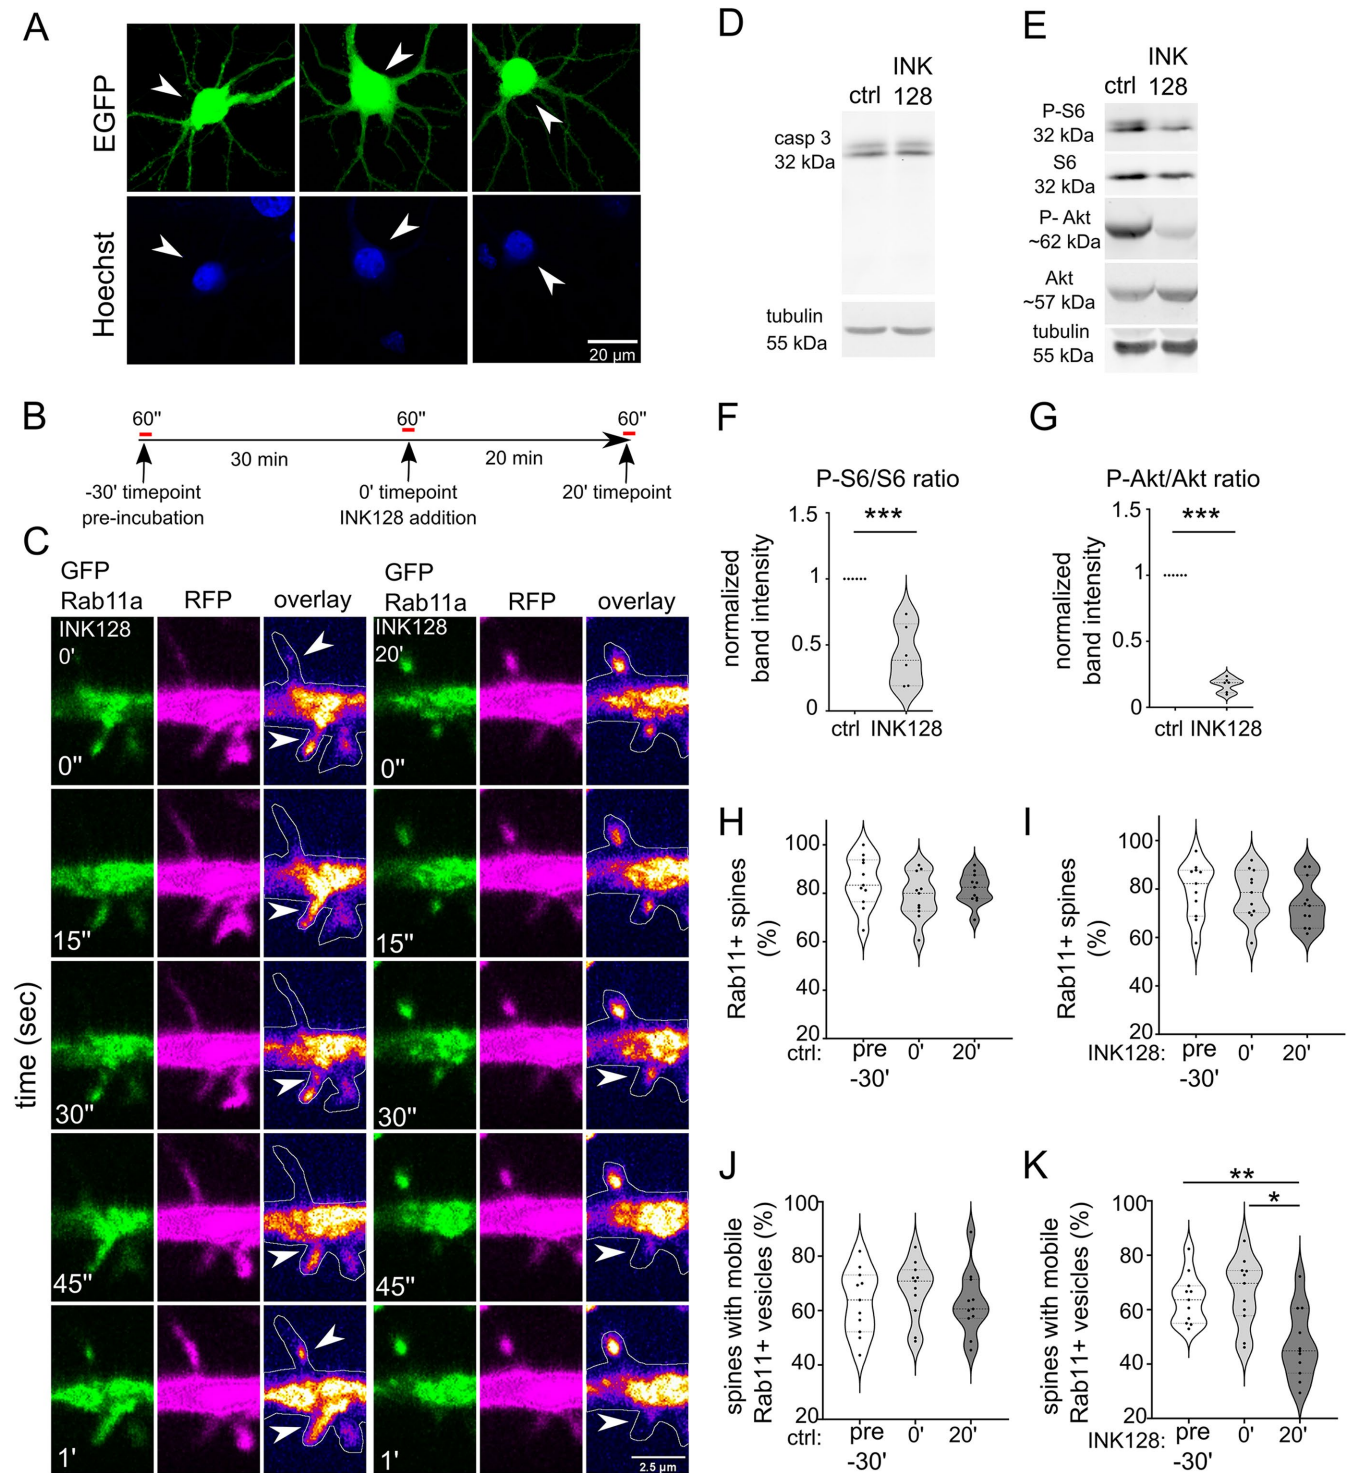 A
EGFP
Hoechst
20 µm
B
60" 60" 60"
30 min 20 min
-30' timepoint 0' timepoint 20' timepoint
pre-incubation INK128 addition
C
GFP GFP
Rab11a RFP overlay Rab11a RFP overlay
INK128 INK128
0' 20'
0" 0"
15" 15"
time (sec)
30" 30"
45" 45"
1' 1'
2.5 µm
D
INK
ctrl 128
casp 3
32 kDa
tubulin
55 kDa
E
INK
ctrl 128
P-S6
32 kDa
S6
32 kDa
P- Akt
~62 kDa
Akt
~57 kDa
tubulin
55 kDa
F
P-S6/S6 ratio
normalized
band intensity
1.5
***
1
0.5
0
ctrl INK128
G
P-Akt/Akt ratio
normalized
band intensity
1.5
***
1
0.5
0
ctrl INK128
H
Rab11+ spines
(%)
100
80
60
40
20
ctrl: pre 0' 20'
-30'
I
Rab11+ spines
(%)
100
80
60
40
20
INK128: pre 0' 20'
-30'
J
spines with mobile
Rab11+ vesicles (%)
100
80
60
40
20
ctrl: pre 0' 20'
-30'
K
spines with mobile
Rab11+ vesicles (%)
**
*
100
80
60
40
20
INK128: pre 0' 20'
-30'